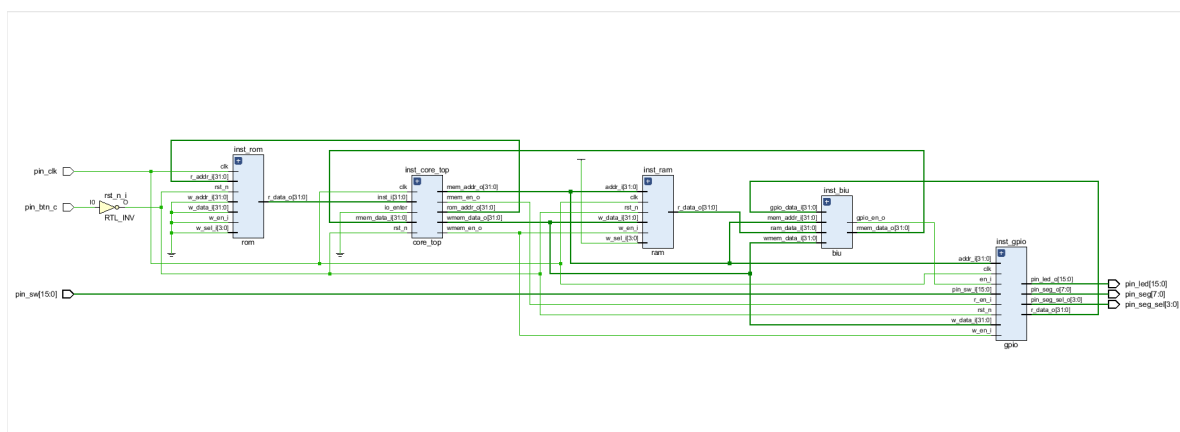 pin_clk
pin_btn_c
pin_sw[15:0]
rst_n_i
I0
O
RTL_INV
inst_rom
clk
r_addr_i[31:0]
rst_n
w_addr_i[31:0]
w_data_i[31:0]
w_en_i
w_sel_i[3:0]
r_data_o[31:0]
rom
inst_core_top
clk
inst_i[31:0]
io_enter
rmem_data_i[31:0]
rst_n
mem_addr_o[31:0]
rmem_en_o
rom_addr_o[31:0]
wmem_data_o[31:0]
wmem_en_o
core_top
inst_ram
addr_i[31:0]
clk
rst_n
w_data_i[31:0]
w_en_i
w_sel_i[3:0]
r_data_o[31:0]
ram
inst_biu
gpio_data_i[31:0]
mem_addr_i[31:0]
ram_data_i[31:0]
wmem_data_i[31:0]
gpio_en_o
rmem_data_o[31:0]
biu
inst_gpio
addr_i[31:0]
clk
en_i
pin_sw_i[15:0]
r_en_i
rst_n
w_data_i[31:0]
w_en_i
pin_led_o[15:0]
pin_seg_o[7:0]
pin_seg_sel_o[3:0]
r_data_o[31:0]
gpio
pin_led[15:0]
pin_seg[7:0]
pin_seg_sel[3:0]